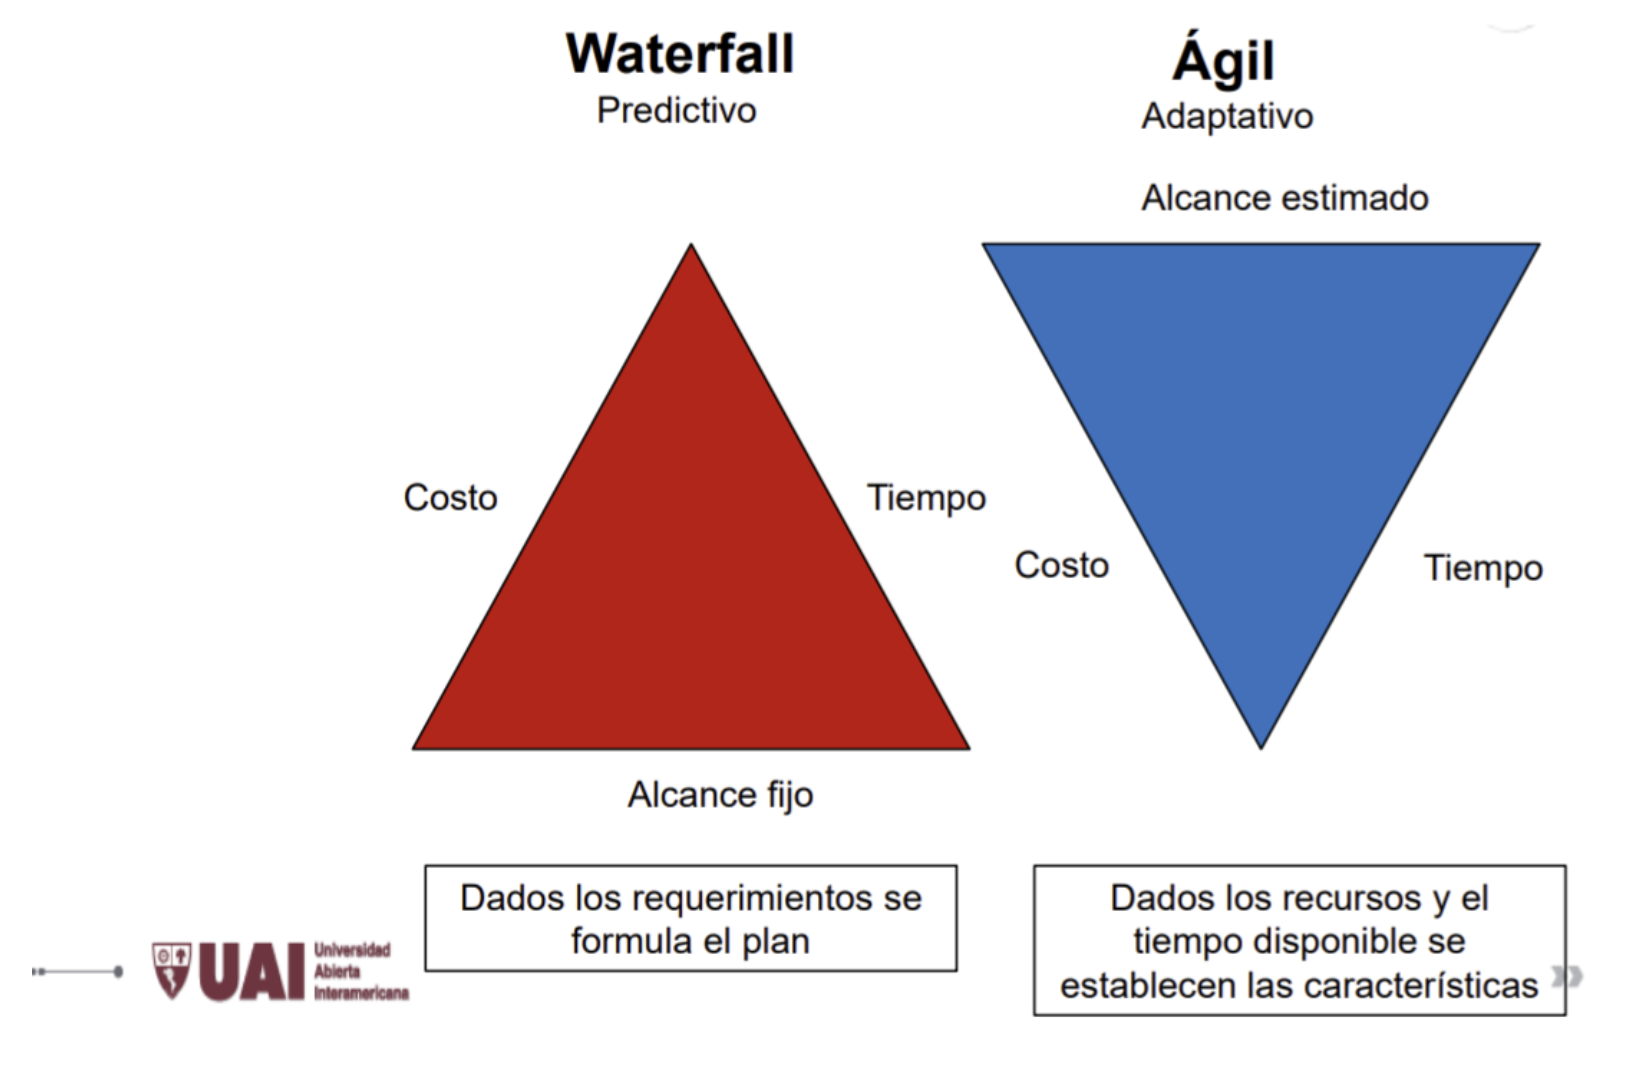 Waterfall
Predictivo
Ágil
Adaptativo
Alcance estimado
Costo
Tiempo
Costo
Tiempo
Alcance fijo
Dados los requerimientos se
formula el plan
Dados los recursos y el
tiempo disponible se
establecen las características
UAI
Universidad
Abierta
Interamericana